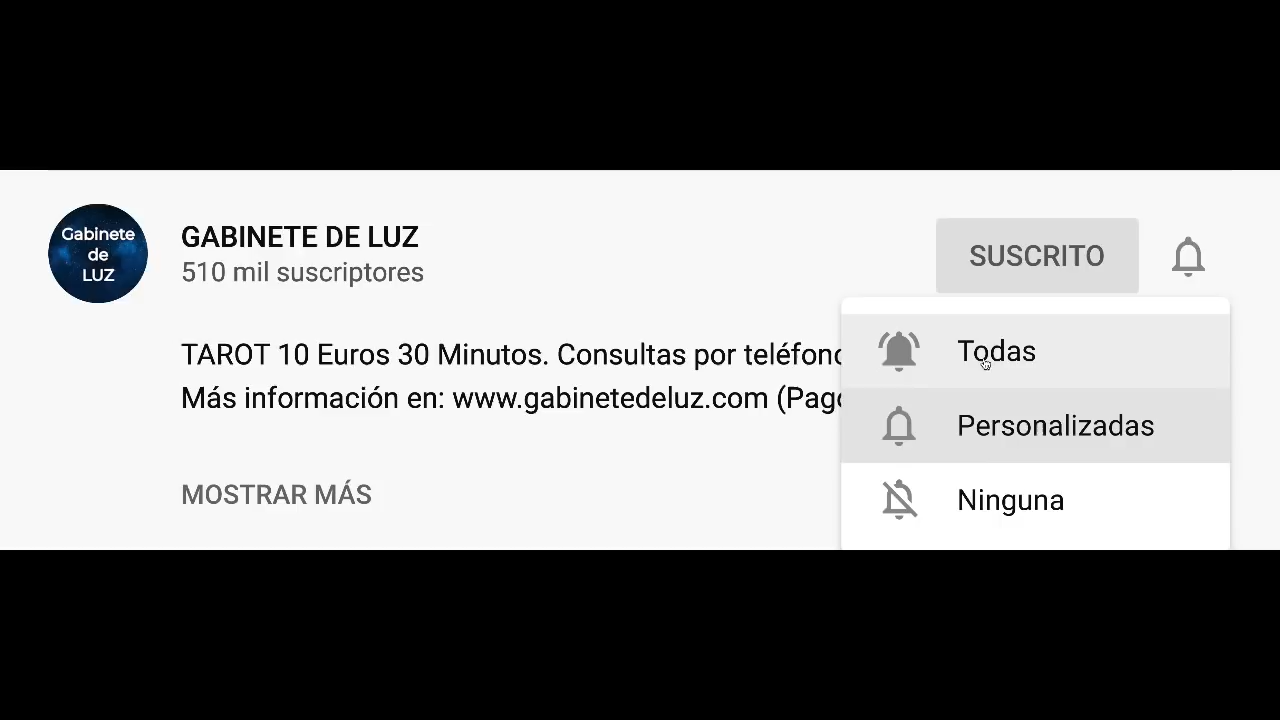 Gabinete
de
LUZ
GABINETE DE LUZ
510 mil suscriptores
SUSCRITO
TAROT 10 Euros 30 Minutos. Consultas por teléfono
Más información en: www.gabinetedeluz.com (Pago
MOSTRAR MÁS
Todas
Personalizadas
Ninguna